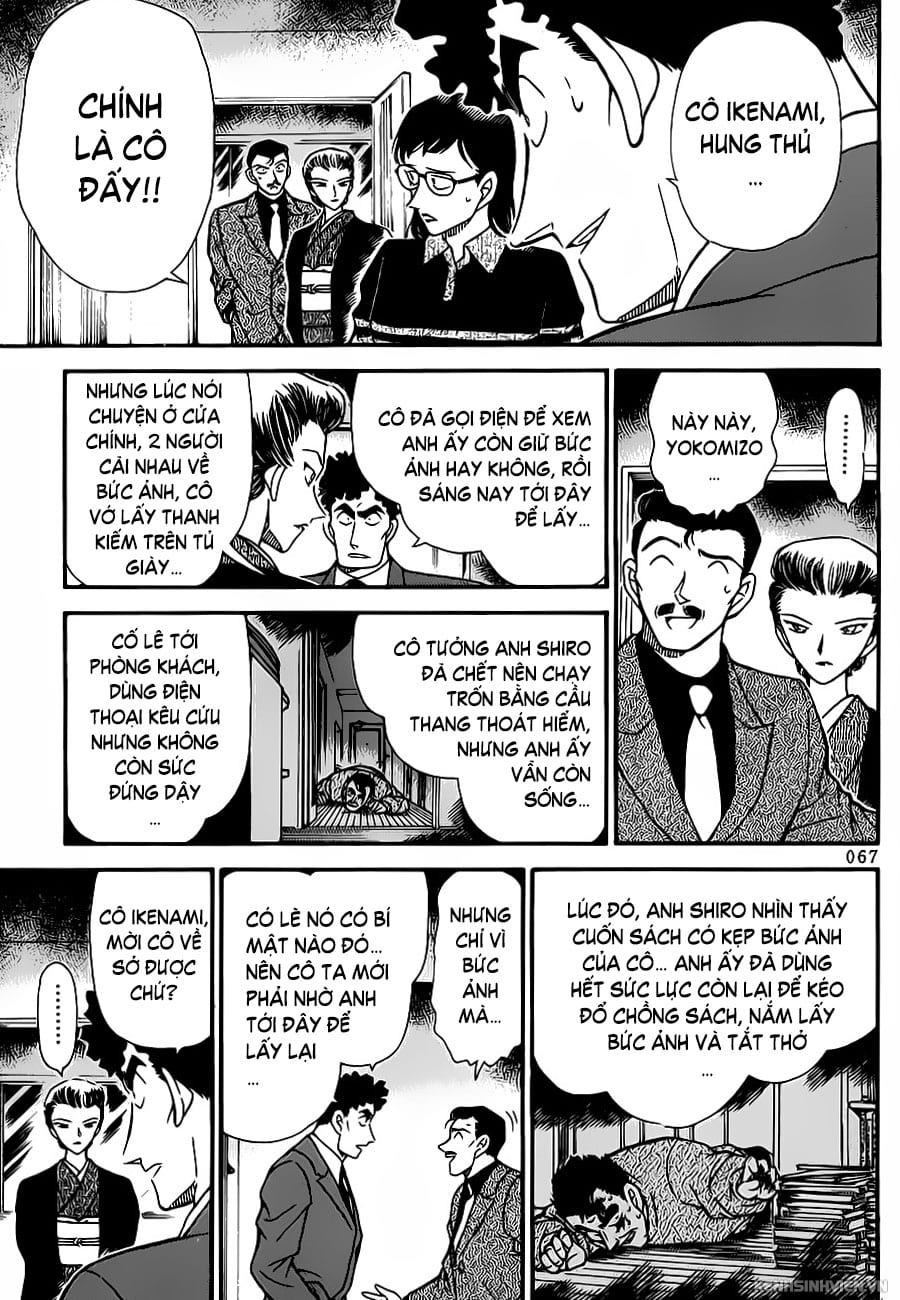 CÔ IKENAMI,
HUNG THỦ
...
CHÍNH
LÀ CÔ
ĐẤY!!
........
NÀY NÀY,
YOKOMIZO
...
CÔ ĐÃ GỌI ĐIỆN ĐỂ XEM
ANH ẤY CÒN GIỮ BỨC
ẢNH HAY KHÔNG, RỒI
SÁNG NAY TỚI ĐÂY
ĐỂ LẤY...
NHƯNG LÚC NÓI
CHUYỆN Ở CỬA
CHÍNH, 2 NGƯỜI
CẢI NHAU VỀ
BỨC ẢNH, CÔ
VỚ LẤY THANH
KIẾM TRÊN TỦ
GIÀY...
CÔ TƯỞNG ANH SHIRO
ĐÃ CHẾT NÊN CHẠY
TRỐN BẰNG CẦU
THANG THOÁT HIỂM,
NHƯNG ANH ẤY
VẪN CÒN
SỐNG...
CỐ LÊ TỚI
PHÒNG KHÁCH,
DÙNG ĐIỆN
THOẠI KÊU CỨU
NHƯNG KHÔNG
CÒN SỨC
ĐỨNG DẬY
...
067
LÚC ĐÓ, ANH SHIRO NHÌN THẤY
CUỐN SÁCH CÓ KẸP BỨC ẢNH
CỦA CÔ... ANH ẤY ĐÃ DÙNG
HẾT SỨC LỰC CÒN LẠI ĐỂ KÉO
ĐỔ CHỒNG SÁCH, NẮM LẤY
BỨC ẢNH VÀ TẮT THỞ
...
NHƯNG
CHỈ VÌ
BỨC
ẢNH
MÀ...
CÓ LẼ NÓ CÓ BÍ
MẬT NÀO ĐÓ...
NÊN CÔ TA MỚI
PHẢI NHỜ ANH
TỚI ĐÂY ĐỂ
LẤY LẠI
...
CÔ IKENAMI,
MỜI CÔ VỀ
SỞ ĐƯỢC
CHỨ?
........
KENHSINHVIEN.VN